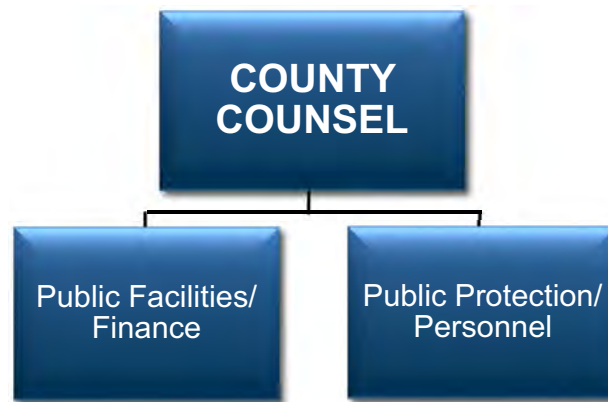 COUNTY
COUNSEL
Public Facilities/
Finance
Public Protection/
Personnel